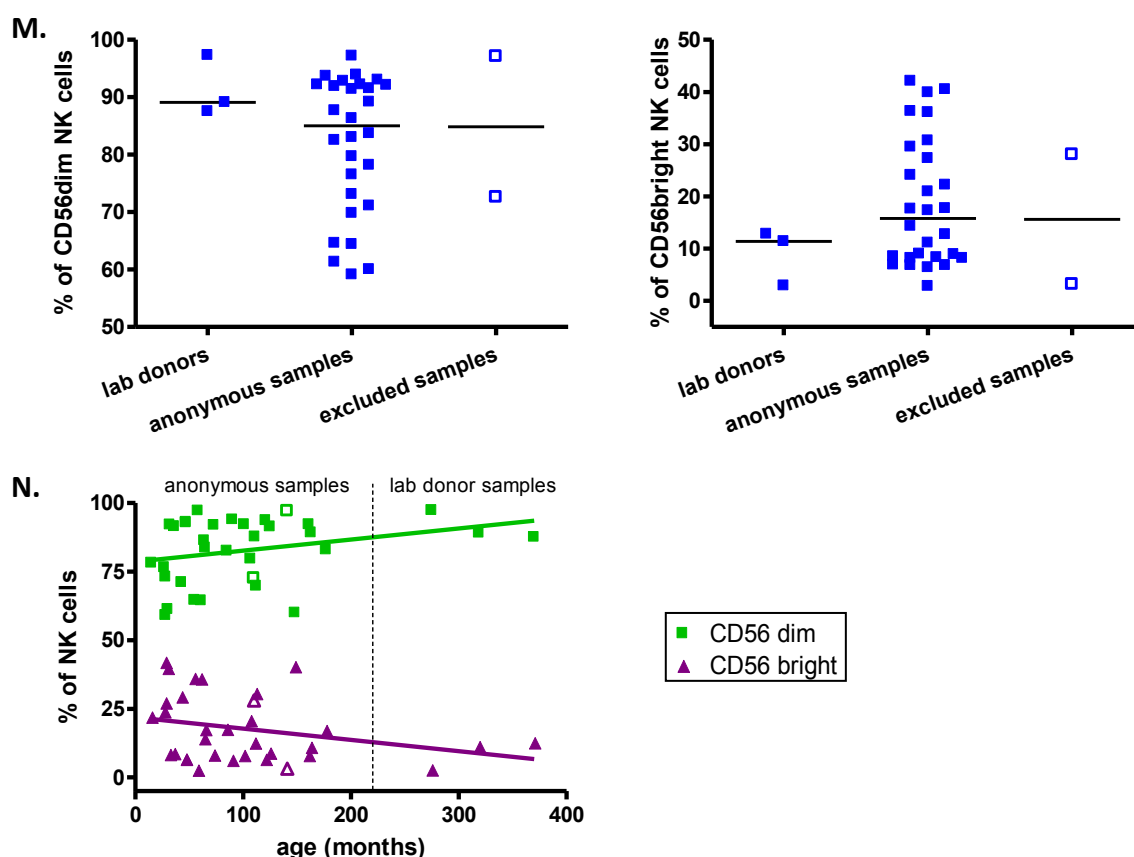 M.
% of CD56dim NK cells
100
90
80
70
60
50
lab donors
anonymous samples
excluded samples
% of CD56bright NK cells
50
40
30
20
10
0
lab donors
anonymous samples
excluded samples
N.
anonymous samples
lab donor samples
% of NK cells
100
75
50
25
0
0
100
200
300
400
age (months)
CD56 dim
CD56 bright